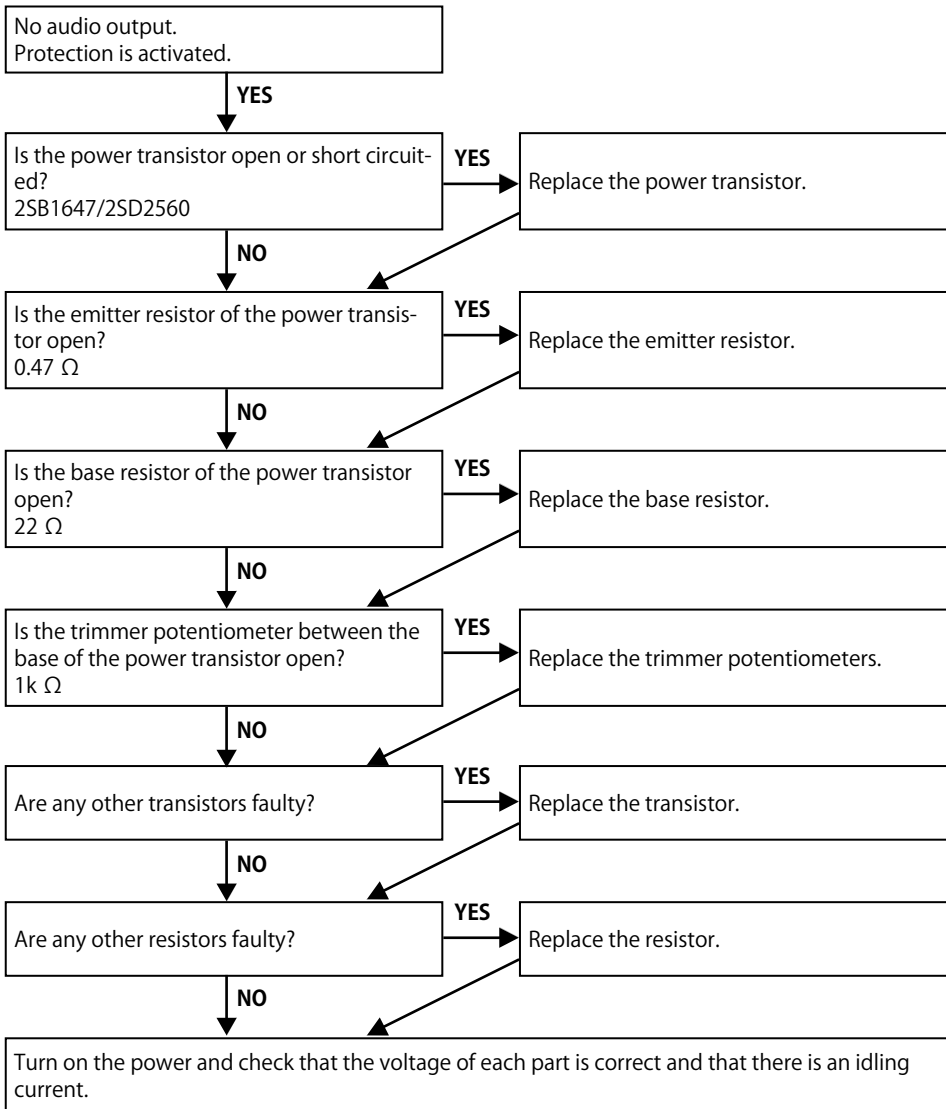 No audio output.
Protection is activated.
YES
Is the power transistor open or short circuit-
ed?
2SB1647/2SD2560
YES
Replace the power transistor.
NO
Is the emitter resistor of the power transis-
tor open?
0.47 Ω
YES
Replace the emitter resistor.
NO
Is the base resistor of the power transistor
open?
22 Ω
YES
Replace the base resistor.
NO
Is the trimmer potentiometer between the
base of the power transistor open?
1k Ω
YES
Replace the trimmer potentiometers.
NO
Are any other transistors faulty?
YES
Replace the transistor.
NO
Are any other resistors faulty?
YES
Replace the resistor.
NO
Turn on the power and check that the voltage of each part is correct and that there is an idling
current.